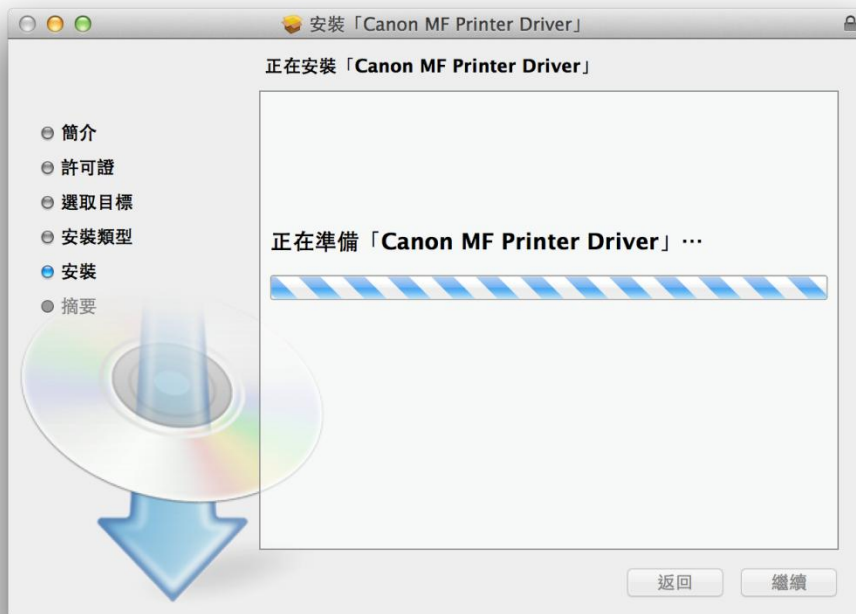 安裝「Canon MF Printer Driver」
正在安裝「Canon MF Printer Driver」
簡介
許可證
選取目標
安裝類型
安裝
摘要
正在準備「Canon MF Printer Driver」⋯
返回
繼續